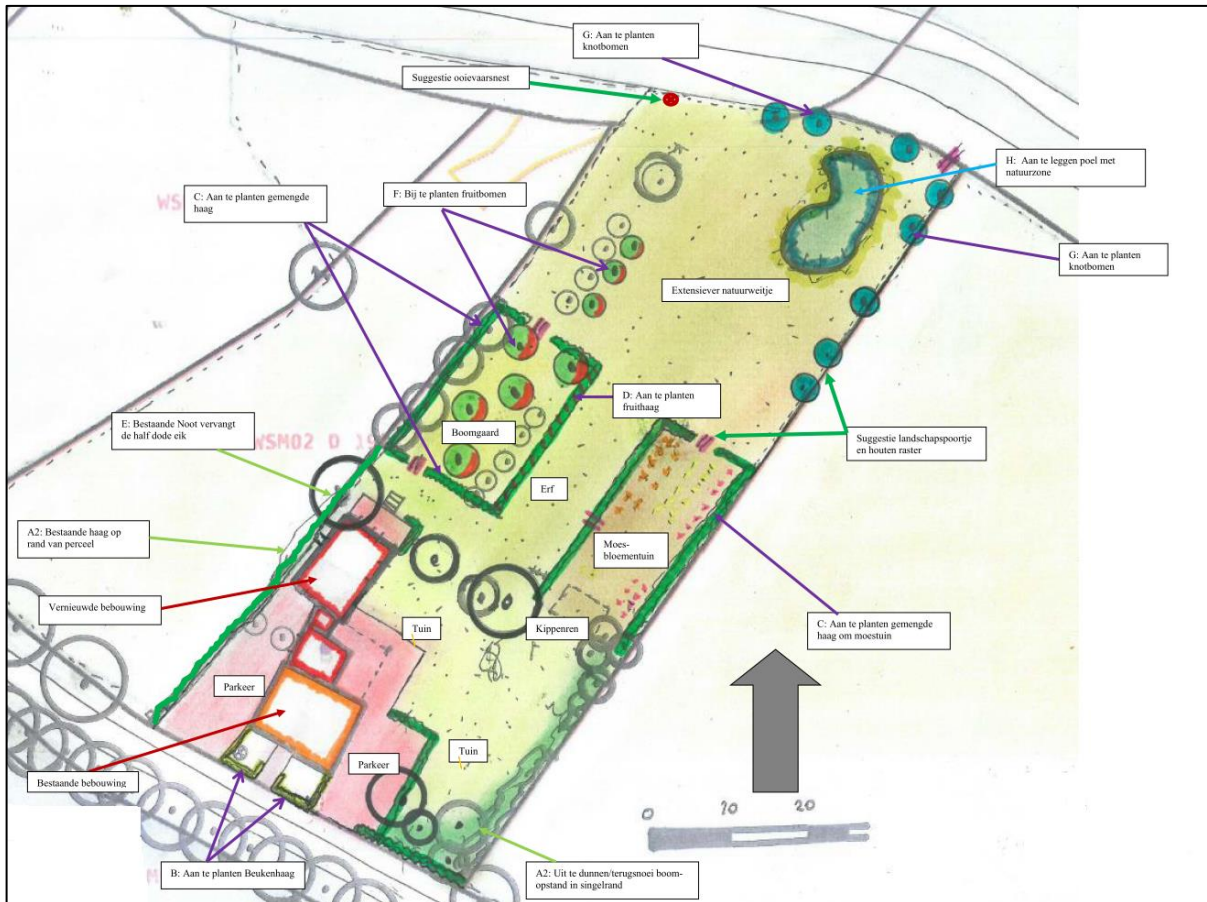 G: Aan te planten
knotbomen
Suggestie ooievaarsnest
H: Aan te leggen poel met
natuurzone
C: Aan te planten gemengde
haag
F: Bij te planten fruitbomen
G: Aan te planten
knotbomen
Extensiever natuurweitje
D: Aan te planten
fruithaag
E: Bestaande Noot vervangt
de half dode eik
WSM02 D 19
Boomgaard
Suggestie landschapspoortje
en houten raster
Erf
A2: Bestaande haag op
rand van perceel
Moes-
bloementuin
Vernieuwde bebouwing
Tuin
Kippenren
C: Aan te planten gemengde
haag om moestuin
Parkeer
Tuin
Parkeer
Bestaande bebouwing
0 10 20
B: Aan te planten Beukenhaag
A2: Uit te dunnen/terugsnoei boom-
opstand in singelrand